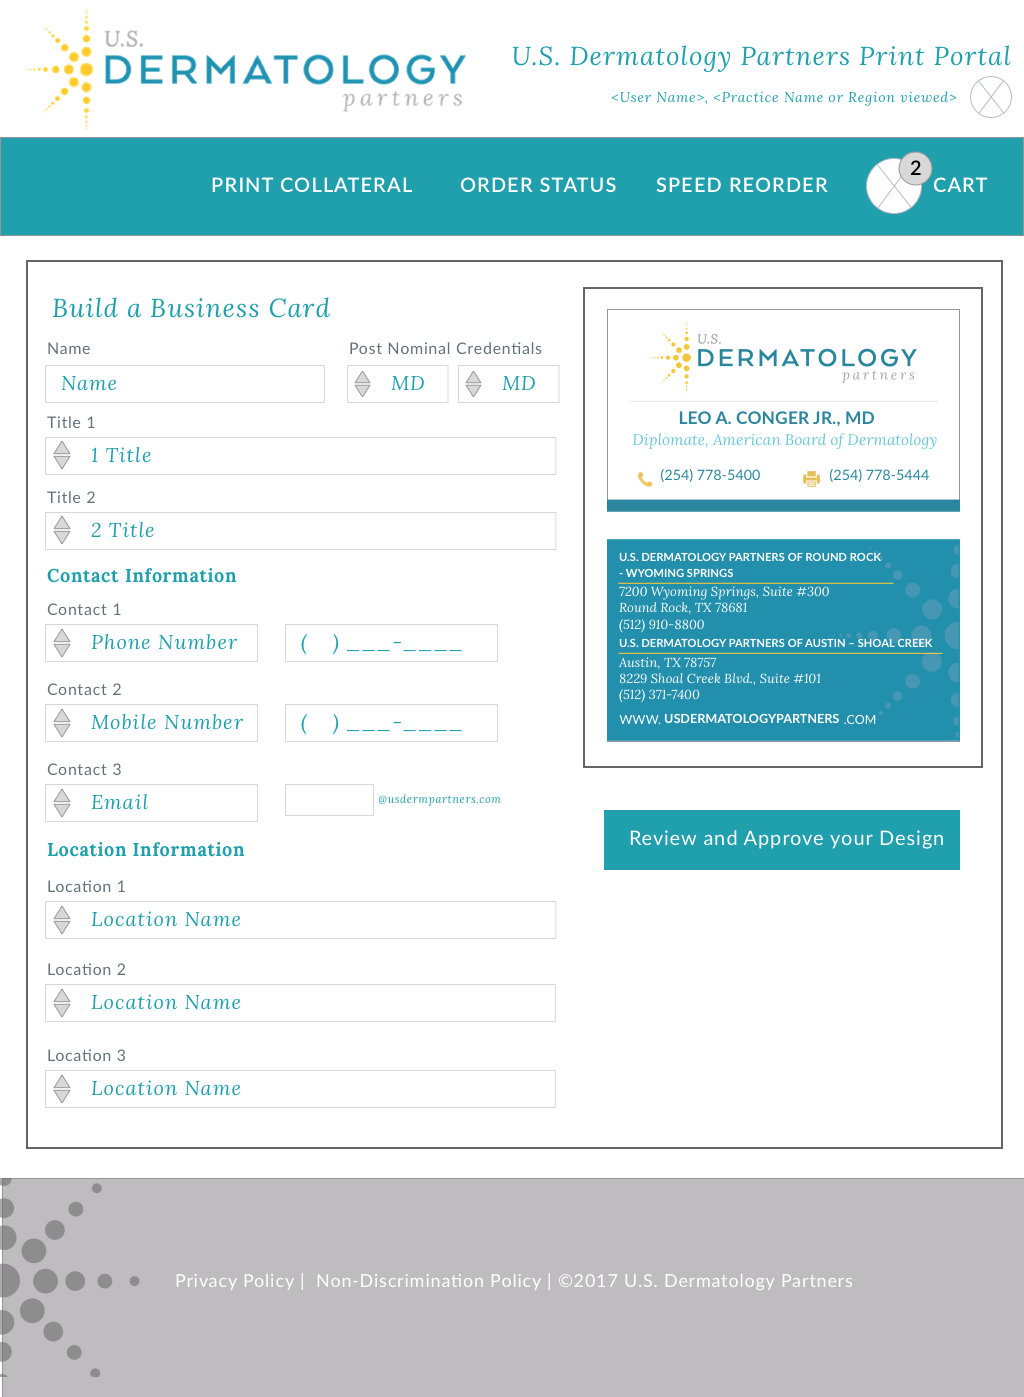 U.S.
DERMATOLOGY
partners
U.S. Dermatology Partners Print Portal
<User Name>, <Practice Name or Region viewed>
PRINT COLLATERAL
ORDER STATUS
SPEED REORDER
2
CART
Build a Business Card
Name
Post Nominal Credentials
Name
MD
MD
Title 1
1 Title
Title 2
2 Title
Contact Information
Contact 1
Phone Number
(   ) ___-____
Contact 2
Mobile Number
(   ) ___-____
Contact 3
Email
@usdermpartners.com
Location Information
Location 1
Location Name
Location 2
Location Name
Location 3
Location Name
U.S.
DERMATOLOGY
partners
LEO A. CONGER JR., MD
Diplomate, American Board of Dermatology
(254) 778-5400
(254) 778-5444
U.S. DERMATOLOGY PARTNERS OF ROUND ROCK
- WYOMING SPRINGS
7200 Wyoming Springs, Suite #300
Round Rock, TX 78681
(512) 910-8800
U.S. DERMATOLOGY PARTNERS OF AUSTIN – SHOAL CREEK
Austin, TX 78757
8229 Shoal Creek Blvd., Suite #101
(512) 371-7400
WWW. USDERMATOLOGYPARTNERS .COM
Review and Approve your Design
Privacy Policy |  Non-Discrimination Policy | ©2017 U.S. Dermatology Partners